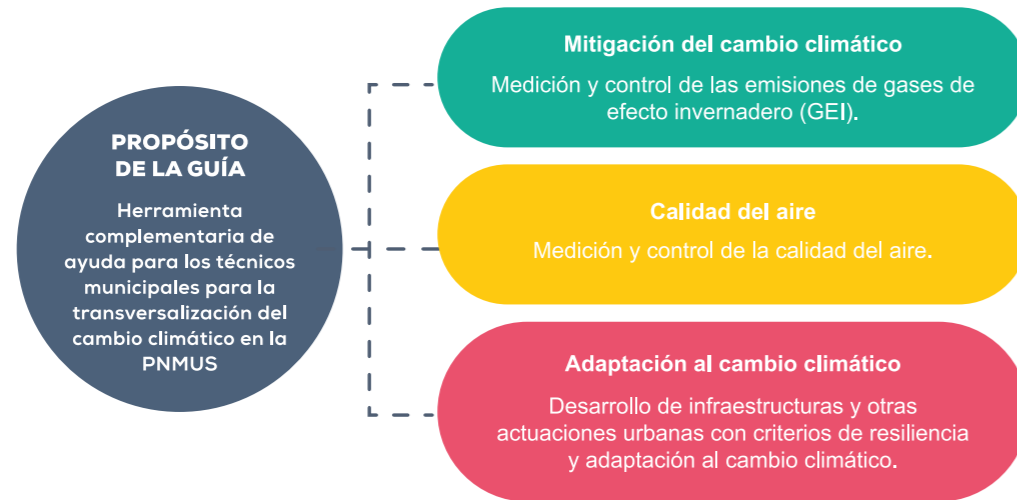 PROPÓSITO
DE LA GUÍA
Herramienta
complementaria de
ayuda para los técnicos
municipales para la
transversalización del
cambio climático en la
PNMUS
Mitigación del cambio climático
Medición y control de las emisiones de gases de
efecto invernadero (GEI).
Calidad del aire
Medición y control de la calidad del aire.
Adaptación al cambio climático
Desarrollo de infraestructuras y otras
actuaciones urbanas con criterios de resiliencia
y adaptación al cambio climático.